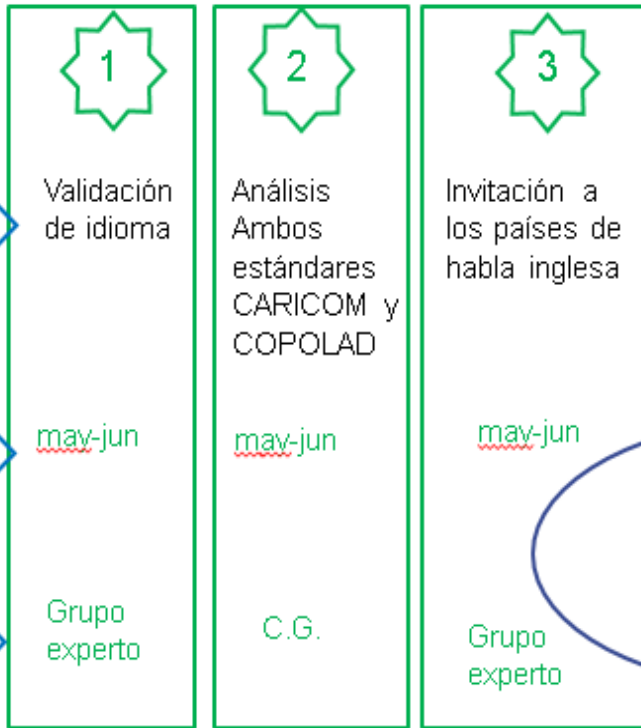 1
Validación
de idioma
may-jun
Grupo
experto
2
Análisis
Ambos
estándares
CARICOM y
COPOLAD
may-jun
C.G.
3
Invitación a
los países de
habla inglesa
may-jun
Grupo
experto